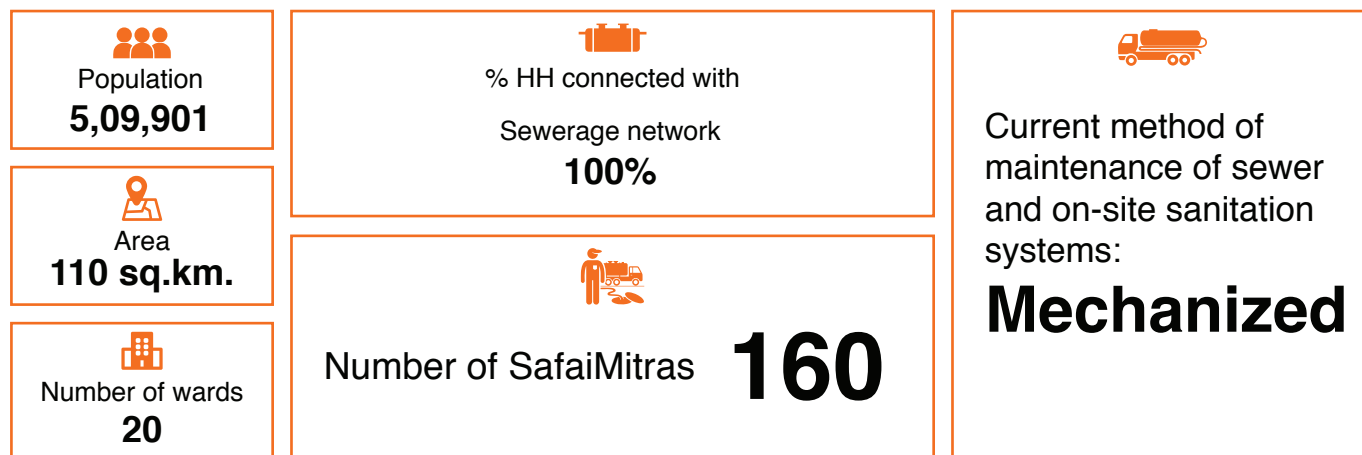 Population
5,09,901
Area
110 sq.km.
Number of wards
20
% HH connected with
Sewerage network
100%
Number of SafaiMitras 160
Current method of
maintenance of sewer
and on-site sanitation
systems:
Mechanized